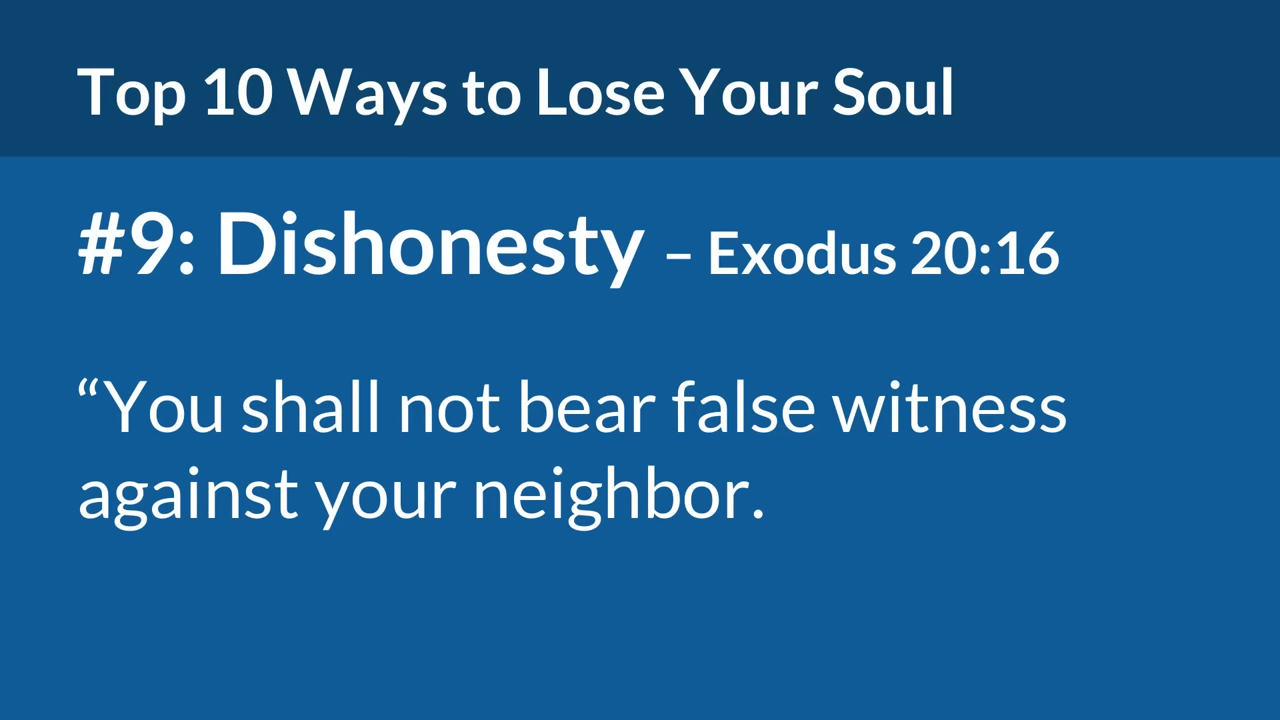 Top 10 Ways to Lose Your Soul
#9: Dishonesty – Exodus 20:16
“You shall not bear false witness
against your neighbor.